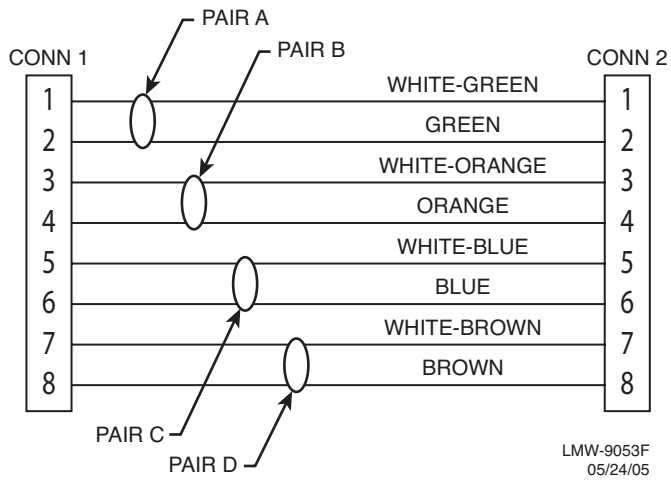 PAIR A
PAIR B
CONN 1
CONN 2
1 WHITE-GREEN 1
2 GREEN 2
3 WHITE-ORANGE 3
4 ORANGE 4
5 WHITE-BLUE 5
6 BLUE 6
7 WHITE-BROWN 7
8 BROWN 8
PAIR C
PAIR D
LMW-9053F
05/24/05